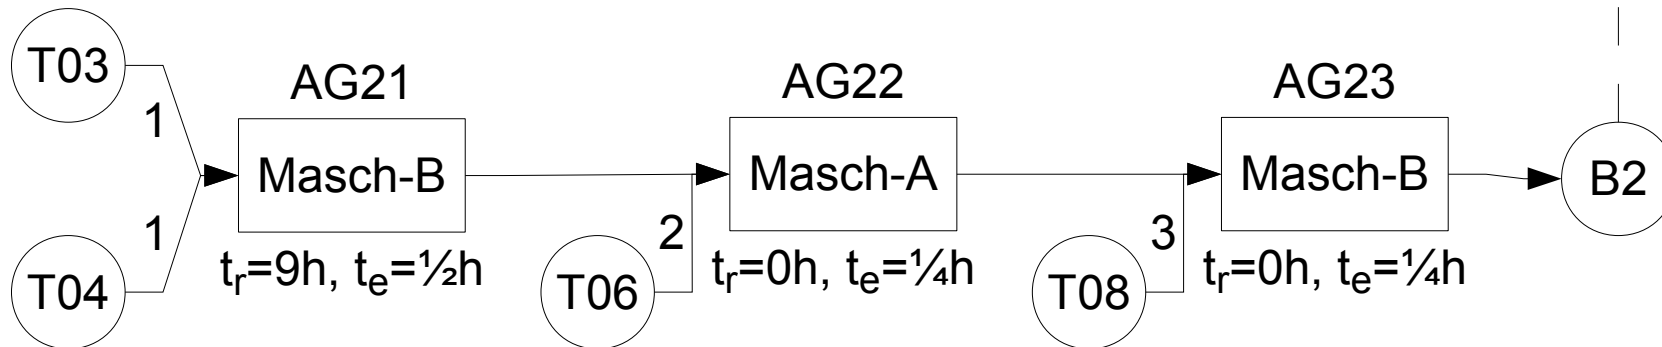 T03
AG21
AG22
AG23
1
Masch-B
Masch-A
Masch-B
B2
1
2
3
T04
tr=9h, te=½h
T06
tr=0h, te=¼h
T08
tr=0h, te=¼h